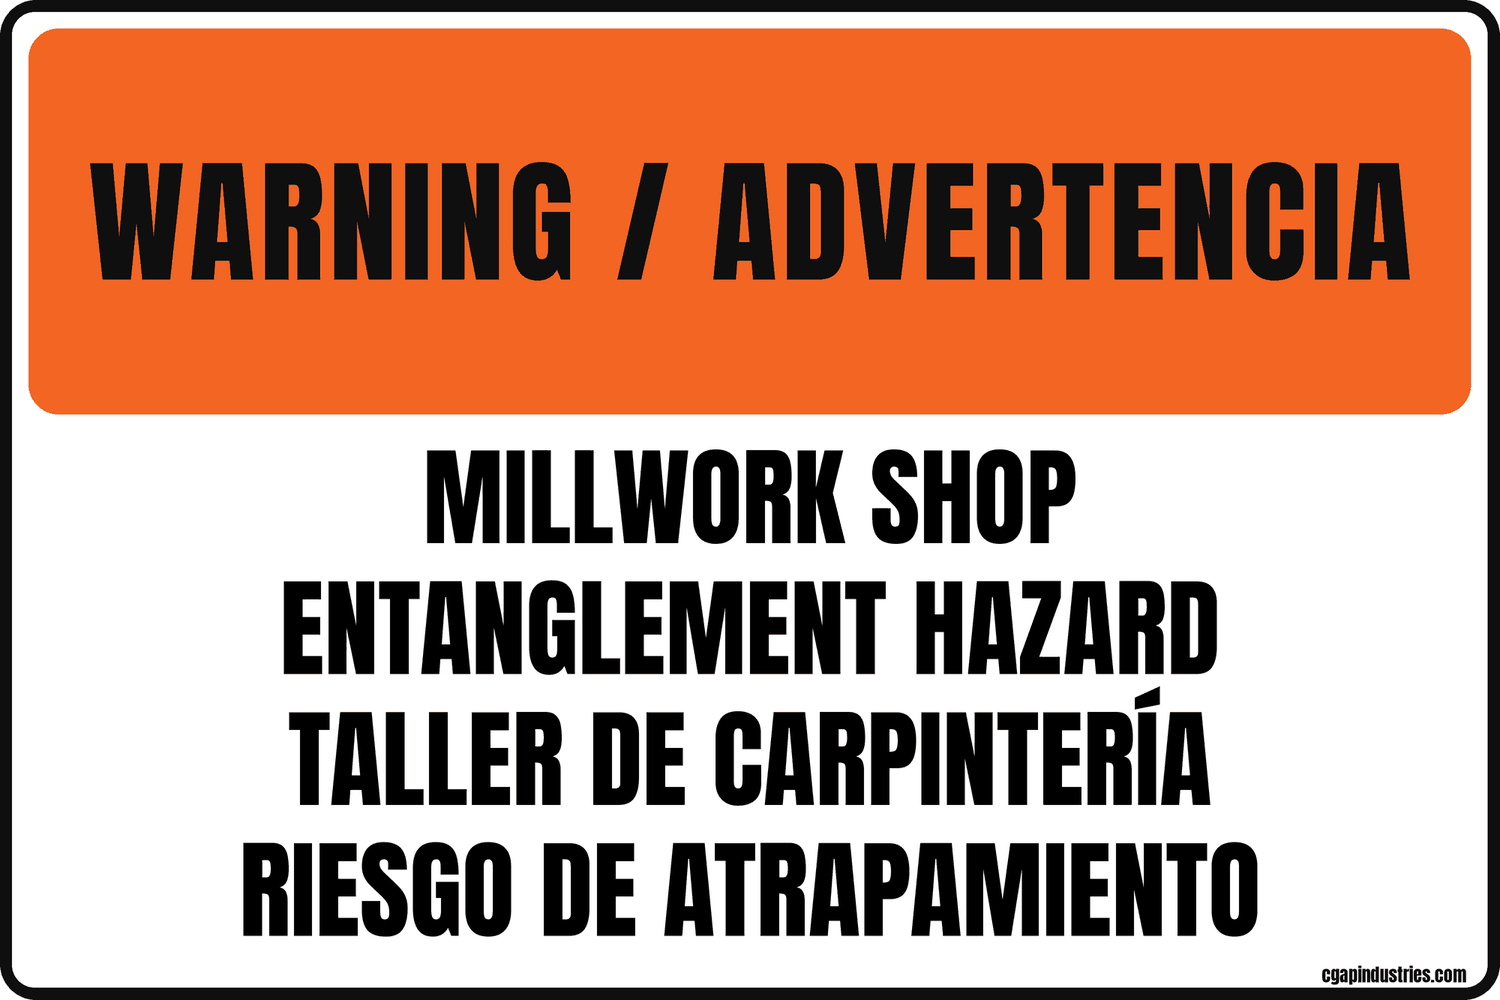 WARNING / ADVERTENCIA
MILLWORK SHOP
ENTANGLEMENT HAZARD
TALLER DE CARPINTERÍA
RIESGO DE ATRAPAMIENTO
cgapindustries.com